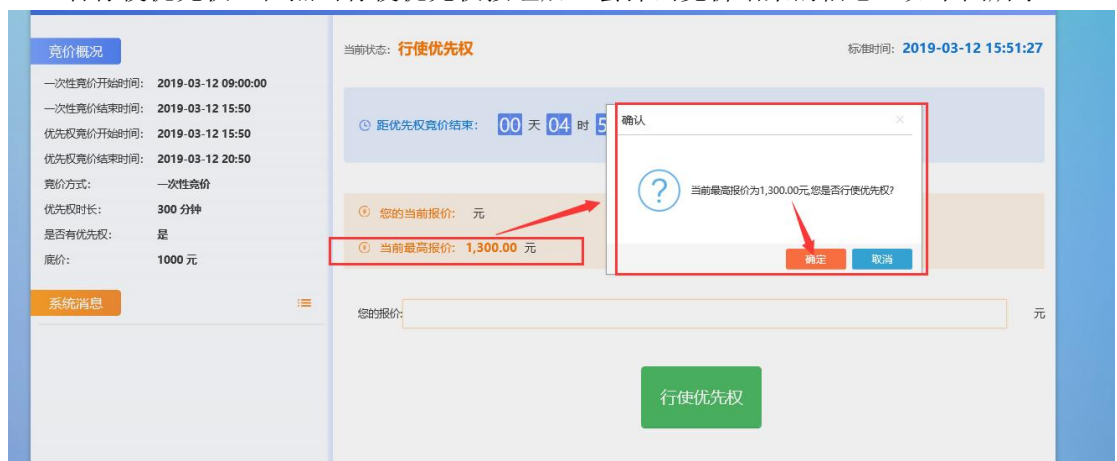 竞价概况
一次性竞价开始时间: 2019-03-12 09:00:00
一次性竞价结束时间: 2019-03-12 15:50
优先权竞价开始时间: 2019-03-12 15:50
优先权竞价结束时间: 2019-03-12 20:50
竞价方式: 一次性竞价
优先权时长: 300 分钟
是否有优先权: 是
底价: 1000 元
系统消息
当前状态: 行使优先权
标准时间: 2019-03-12 15:51:27
距优先权竞价结束: 00 天 04 时 5
您的当前报价: 元
当前最高报价: 1,300.00 元
确认
当前最高报价为1,300.00元,您是否行使优先权?
确定 取消
您的报价: 元
行使优先权